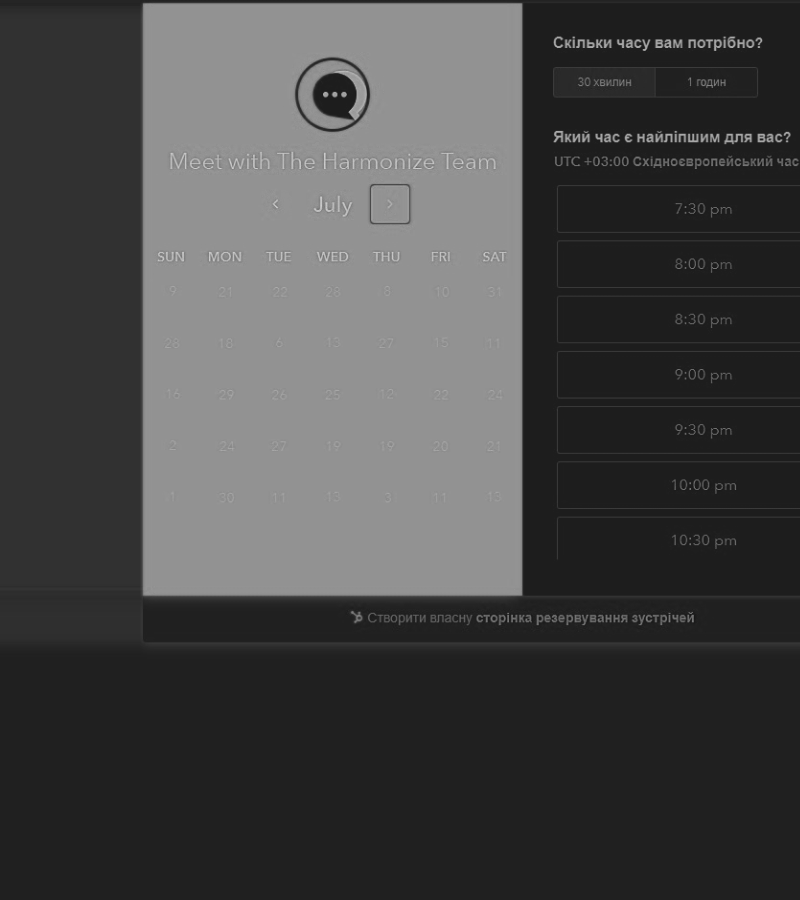 Meet with The Harmonize Team
July
SUN MON TUE WED THU FRI SAT
9 21 22 28 8 10 31
28 18 6 13 27 15 11
16 29 26 25 12 22 24
2 24 27 19 19 20 21
1 30 11 13 3 11 13
Скільки часу вам потрібно?
30 хвилин 1 годин
Який час є найліпшим для вас?
UTC +03:00 Східноєвропейський час
7:30 pm
8:00 pm
8:30 pm
9:00 pm
9:30 pm
10:00 pm
10:30 pm
Створити власну сторінка резервування зустрічей